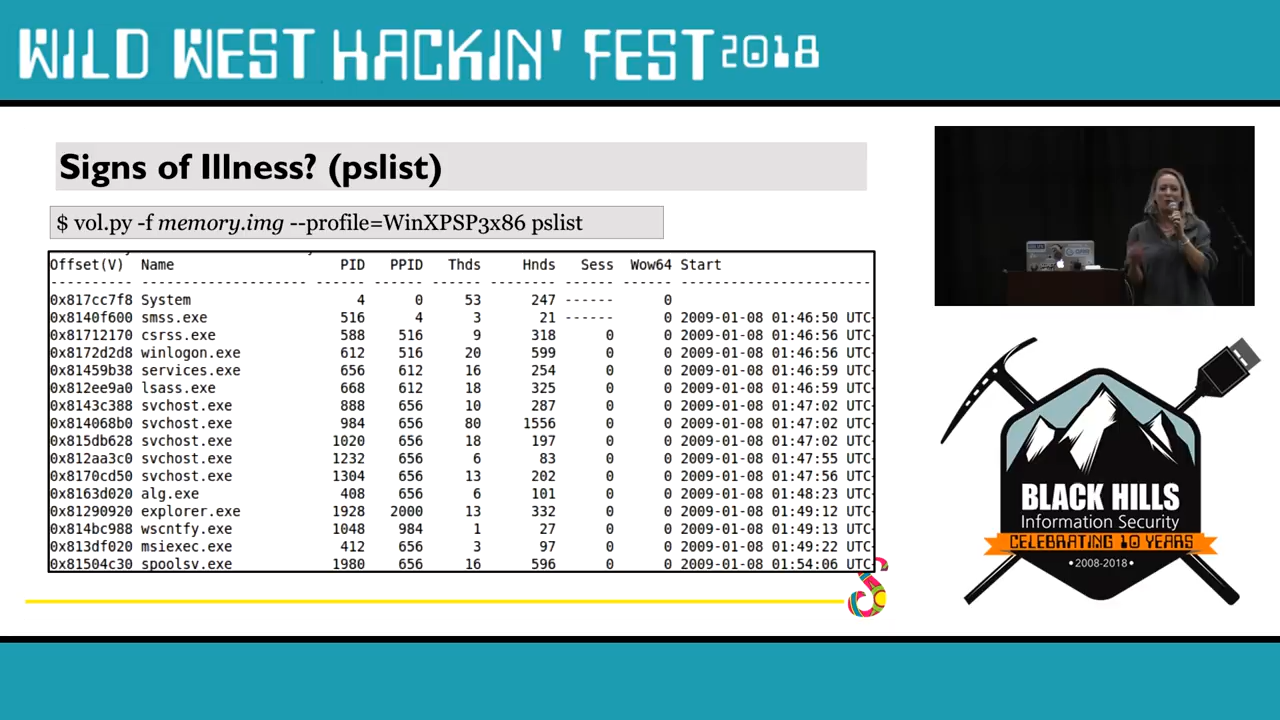 WILD WEST HACKIN' FEST 2018
Signs of Illness? (pslist)
$ vol.py -f memory.img --profile=WinXPSP3x86 pslist
Offset(V) Name PID PPID Thds Hnds Sess Wow64 Start
---------- -------------------- ------ ------ ------ -------- ------ ------ ------------------------
0x817cc7f8 System 4 0 53 247 ------ 0
0x8140f600 smss.exe 516 4 3 21 ------ 0 2009-01-08 01:46:50 UTC
0x81712170 csrss.exe 588 516 9 318 0 0 2009-01-08 01:46:56 UTC
0x8172d2d8 winlogon.exe 612 516 20 599 0 0 2009-01-08 01:46:56 UTC
0x81459b38 services.exe 656 612 16 254 0 0 2009-01-08 01:46:59 UTC
0x812ee9a0 lsass.exe 668 612 18 325 0 0 2009-01-08 01:46:59 UTC
0x8143c388 svchost.exe 888 656 10 287 0 0 2009-01-08 01:47:02 UTC
0x814068b0 svchost.exe 984 656 80 1556 0 0 2009-01-08 01:47:02 UTC
0x815db628 svchost.exe 1020 656 18 197 0 0 2009-01-08 01:47:02 UTC
0x812aa3c0 svchost.exe 1232 656 6 83 0 0 2009-01-08 01:47:55 UTC
0x8170cd50 svchost.exe 1304 656 13 202 0 0 2009-01-08 01:47:56 UTC
0x8163d020 alg.exe 408 656 6 101 0 0 2009-01-08 01:48:23 UTC
0x81290920 explorer.exe 1928 2000 13 332 0 0 2009-01-08 01:49:12 UTC
0x814bc988 wscntfy.exe 1048 984 1 27 0 0 2009-01-08 01:49:13 UTC
0x813df020 msiexec.exe 412 656 3 97 0 0 2009-01-08 01:49:22 UTC
0x81504c30 spoolsv.exe 1980 656 16 596 0 0 2009-01-08 01:54:06 UTC
S
BLACK HILLS
Information Security
CELEBRATING 10 YEARS
•2008-2018•